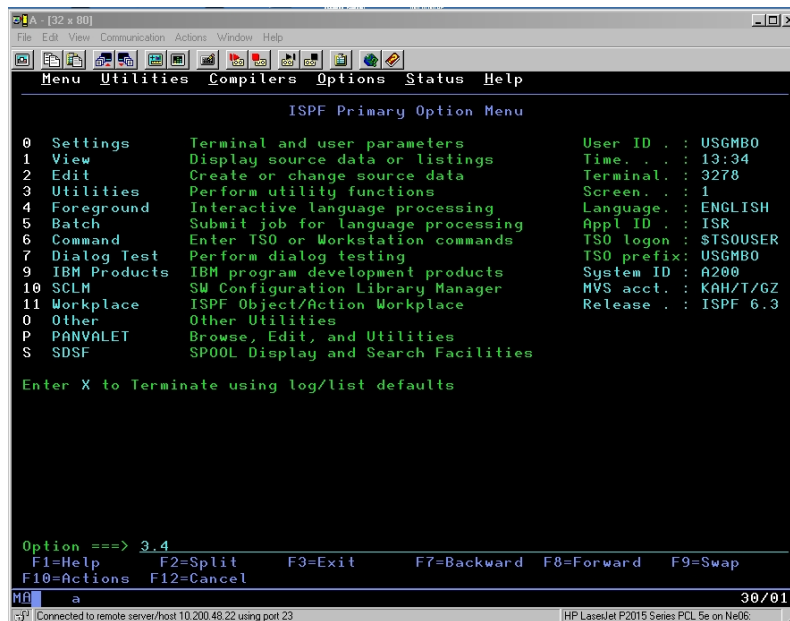 A - [32 x 80]
File Edit View Communication Actions Window Help
Menu Utilities Compilers Options Status Help
ISPF Primary Option Menu
0 Settings Terminal and user parameters User ID . : USGMBO
1 View Display source data or listings Time. . . : 13:34
2 Edit Create or change source data Terminal. : 3278
3 Utilities Perform utility functions Screen. . : 1
4 Foreground Interactive language processing Language. : ENGLISH
5 Batch Submit job for language processing Appl ID . : ISR
6 Command Enter TSO or Workstation commands TSO logon : $TSOUSER
7 Dialog Test Perform dialog testing TSO prefix: USGMBO
9 IBM Products IBM program development products System ID : A200
10 SCLM SW Configuration Library Manager MVS acct. : KAH/T/GZ
11 Workplace ISPF Object/Action Workplace Release . : ISPF 6.3
O Other Other Utilities
P PANVALET Browse, Edit, and Utilities
S SDSF SPOOL Display and Search Facilities
Enter X to Terminate using log/list defaults
Option ===> 3.4
F1=Help F2=Split F3=Exit F7=Backward F8=Forward F9=Swap
F10=Actions F12=Cancel
MA a 30/01
Connected to remote server/host 10.200.48.22 using port 23 HP LaserJet P2015 Series PCL 5e on Ne06: